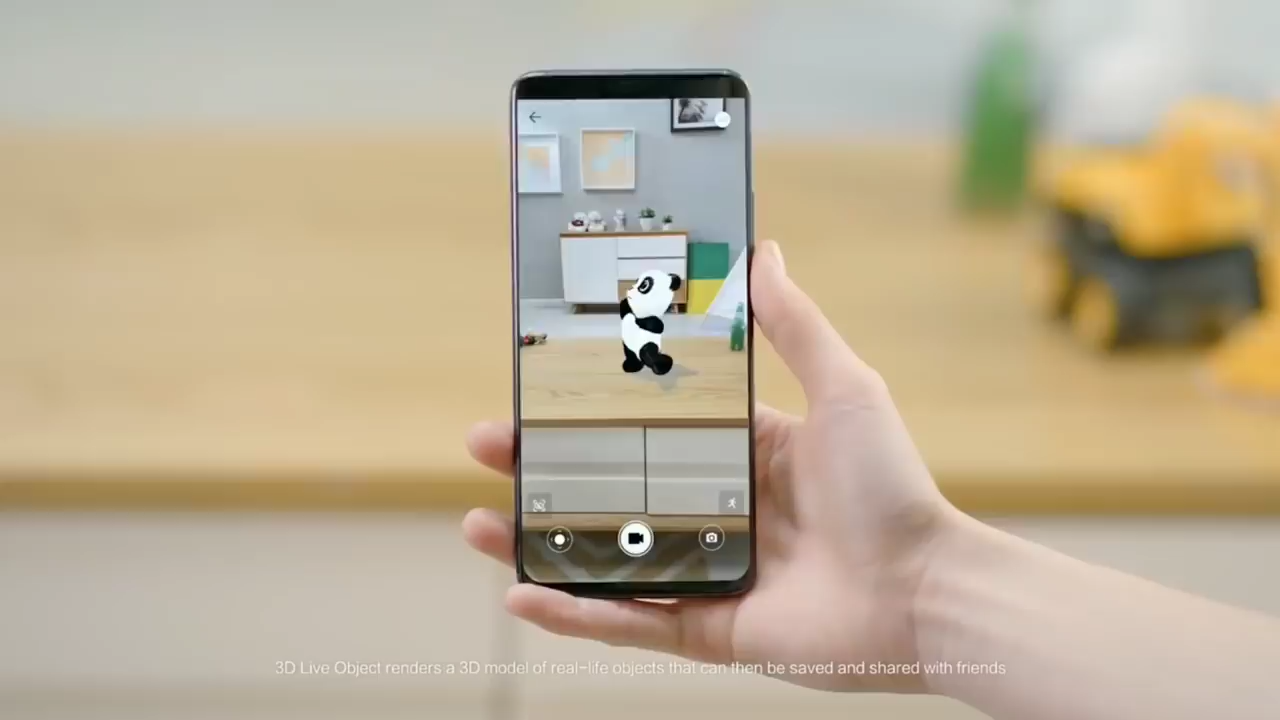 3D Live Object renders a 3D model of real-life objects that can then be saved and shared with friends